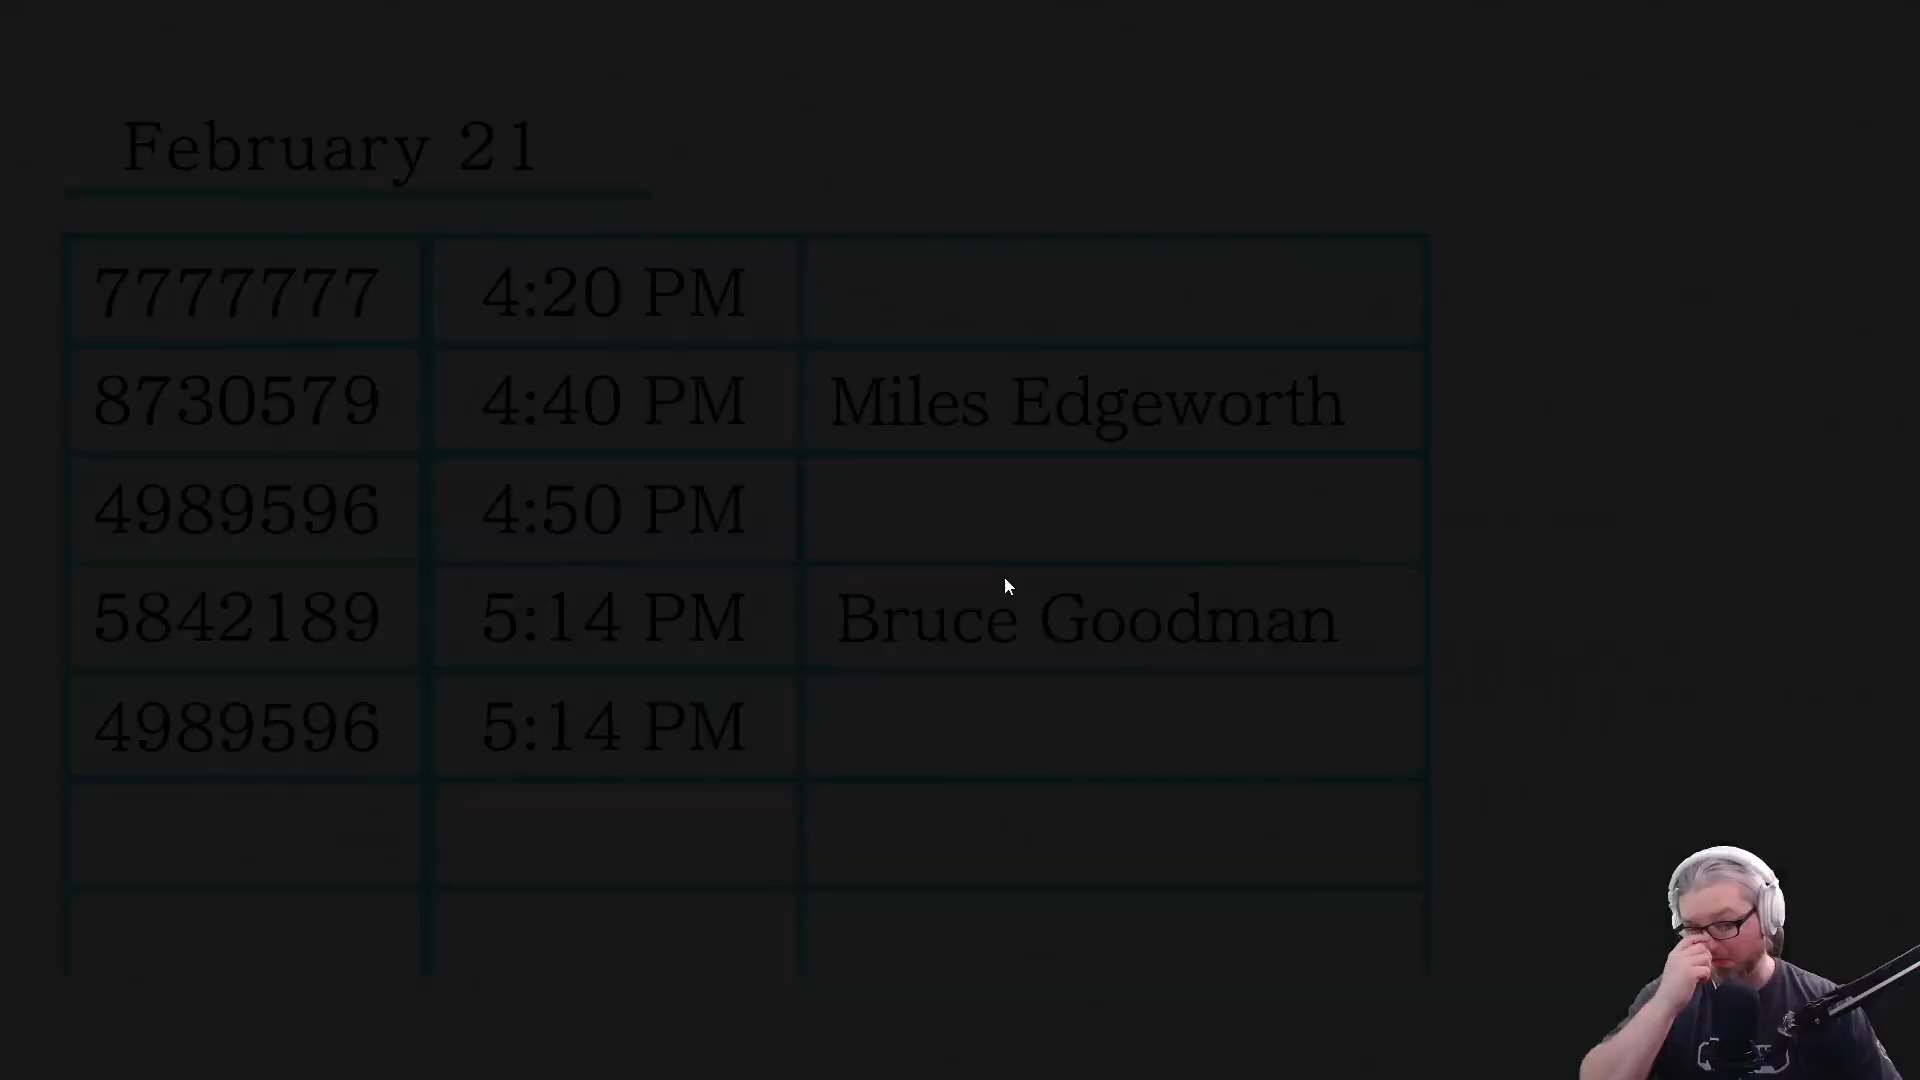 February 21
7777777 4:20 PM
8730579 4:40 PM Miles Edgeworth
4989596 4:50 PM
5842189 5:14 PM Bruce Goodman
4989596 5:14 PM